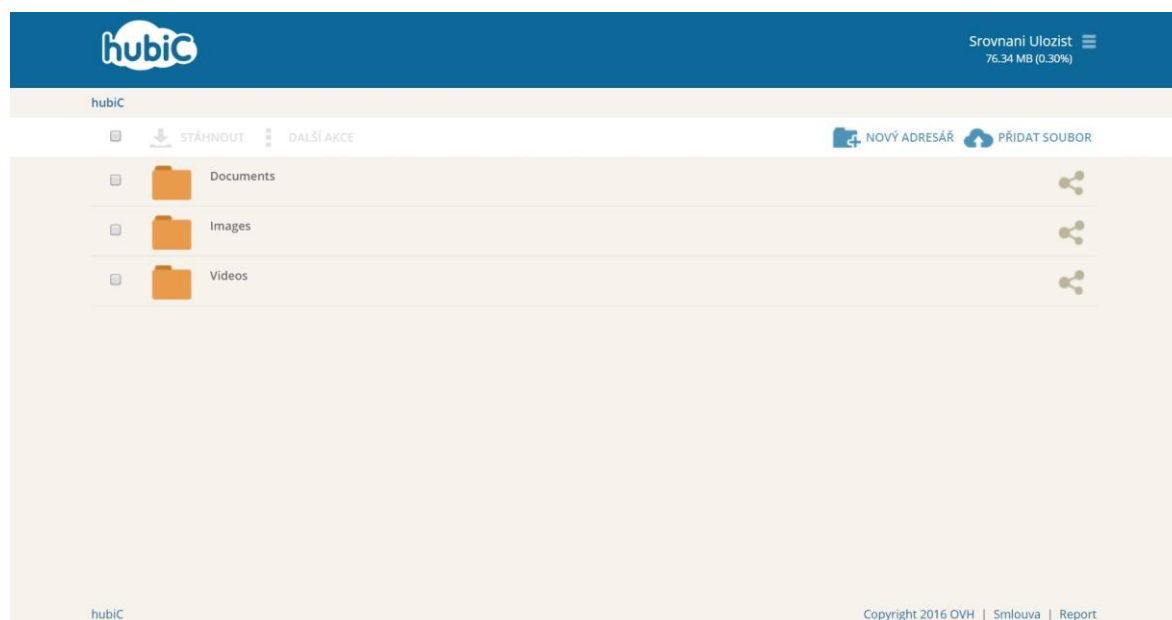 hubiC
Srovnani Ulozist
76.34 MB (0.30%)
hubiC
STÁHNOUT DALŠÍ AKCE NOVÝ ADRESÁŘ PŘIDAT SOUBOR
Documents
Images
Videos
hubiC Copyright 2016 OVH | Smlouva | Report